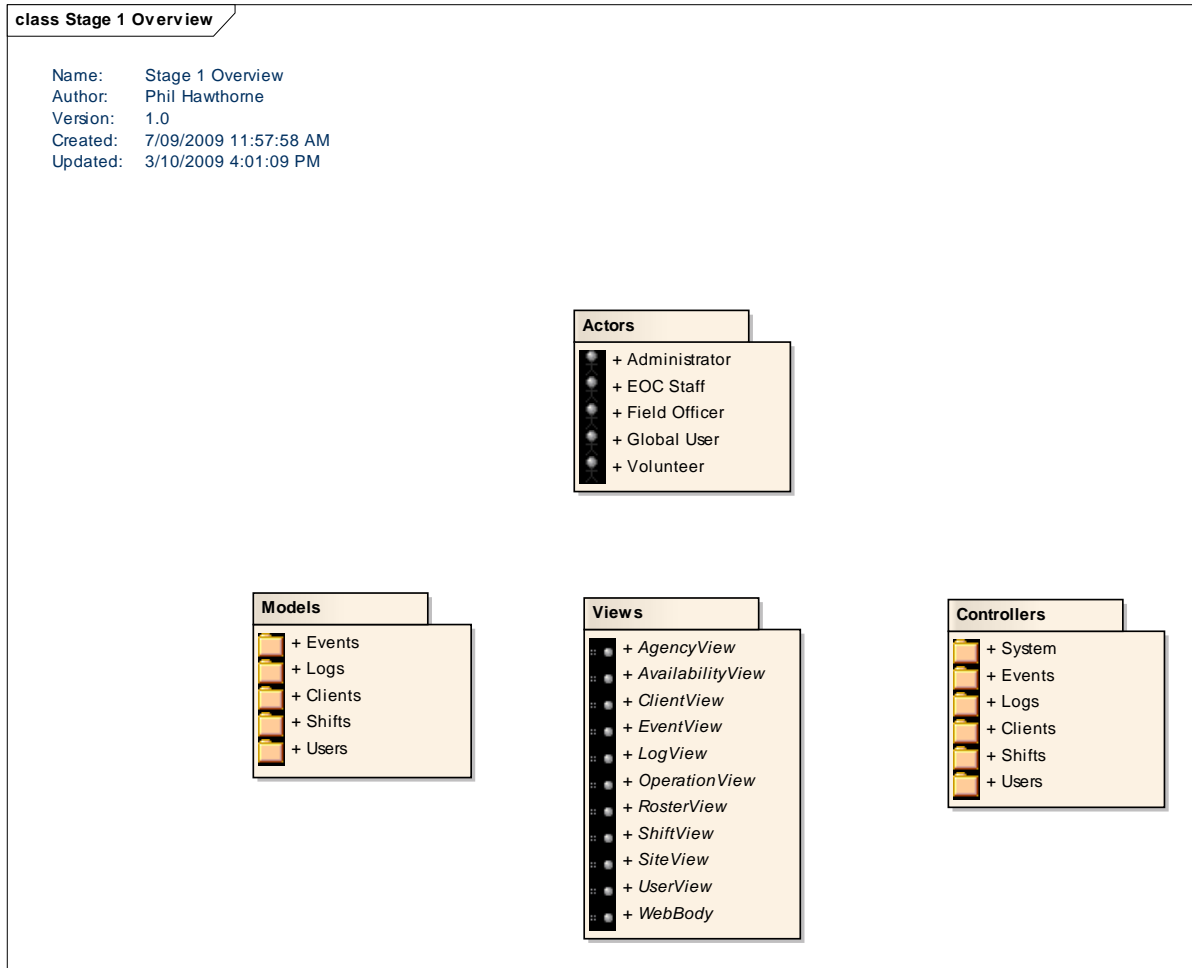 class Stage 1 Overview
Name: Stage 1 Overview
Author: Phil Hawthorne
Version: 1.0
Created: 7/09/2009 11:57:58 AM
Updated: 3/10/2009 4:01:09 PM
Actors
+ Administrator
+ EOC Staff
+ Field Officer
+ Global User
+ Volunteer
Models
+ Events
+ Logs
+ Clients
+ Shifts
+ Users
Views
+ AgencyView
+ AvailabilityView
+ ClientView
+ EventView
+ LogView
+ OperationView
+ RosterView
+ ShiftView
+ SiteView
+ UserView
+ WebBody
Controllers
+ System
+ Events
+ Logs
+ Clients
+ Shifts
+ Users